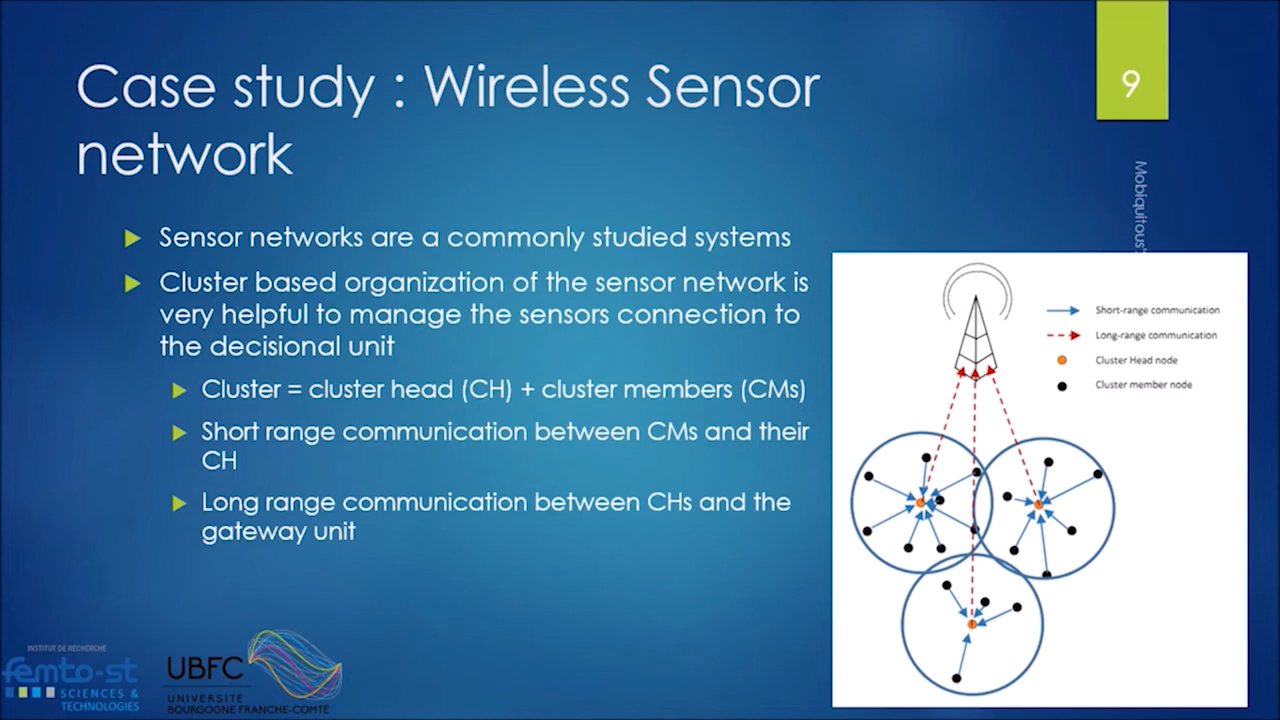 Case study : Wireless Sensor
network
9
Mobiquitous'
▶ Sensor networks are a commonly studied systems
▶ Cluster based organization of the sensor network is
very helpful to manage the sensors connection to
the decisional unit
▶ Cluster = cluster head (CH) + cluster members (CMs)
▶ Short range communication between CMs and their
CH
▶ Long range communication between CHs and the
gateway unit
Short-range communication
Long-range communication
Cluster Head node
Cluster member node
INSTITUT DE RECHERCHE
femto-st
SCIENCES &
TECHNOLOGIES
UBFC
UNIVERSITÉ
BOURGOGNE FRANCHE-COMTÉ